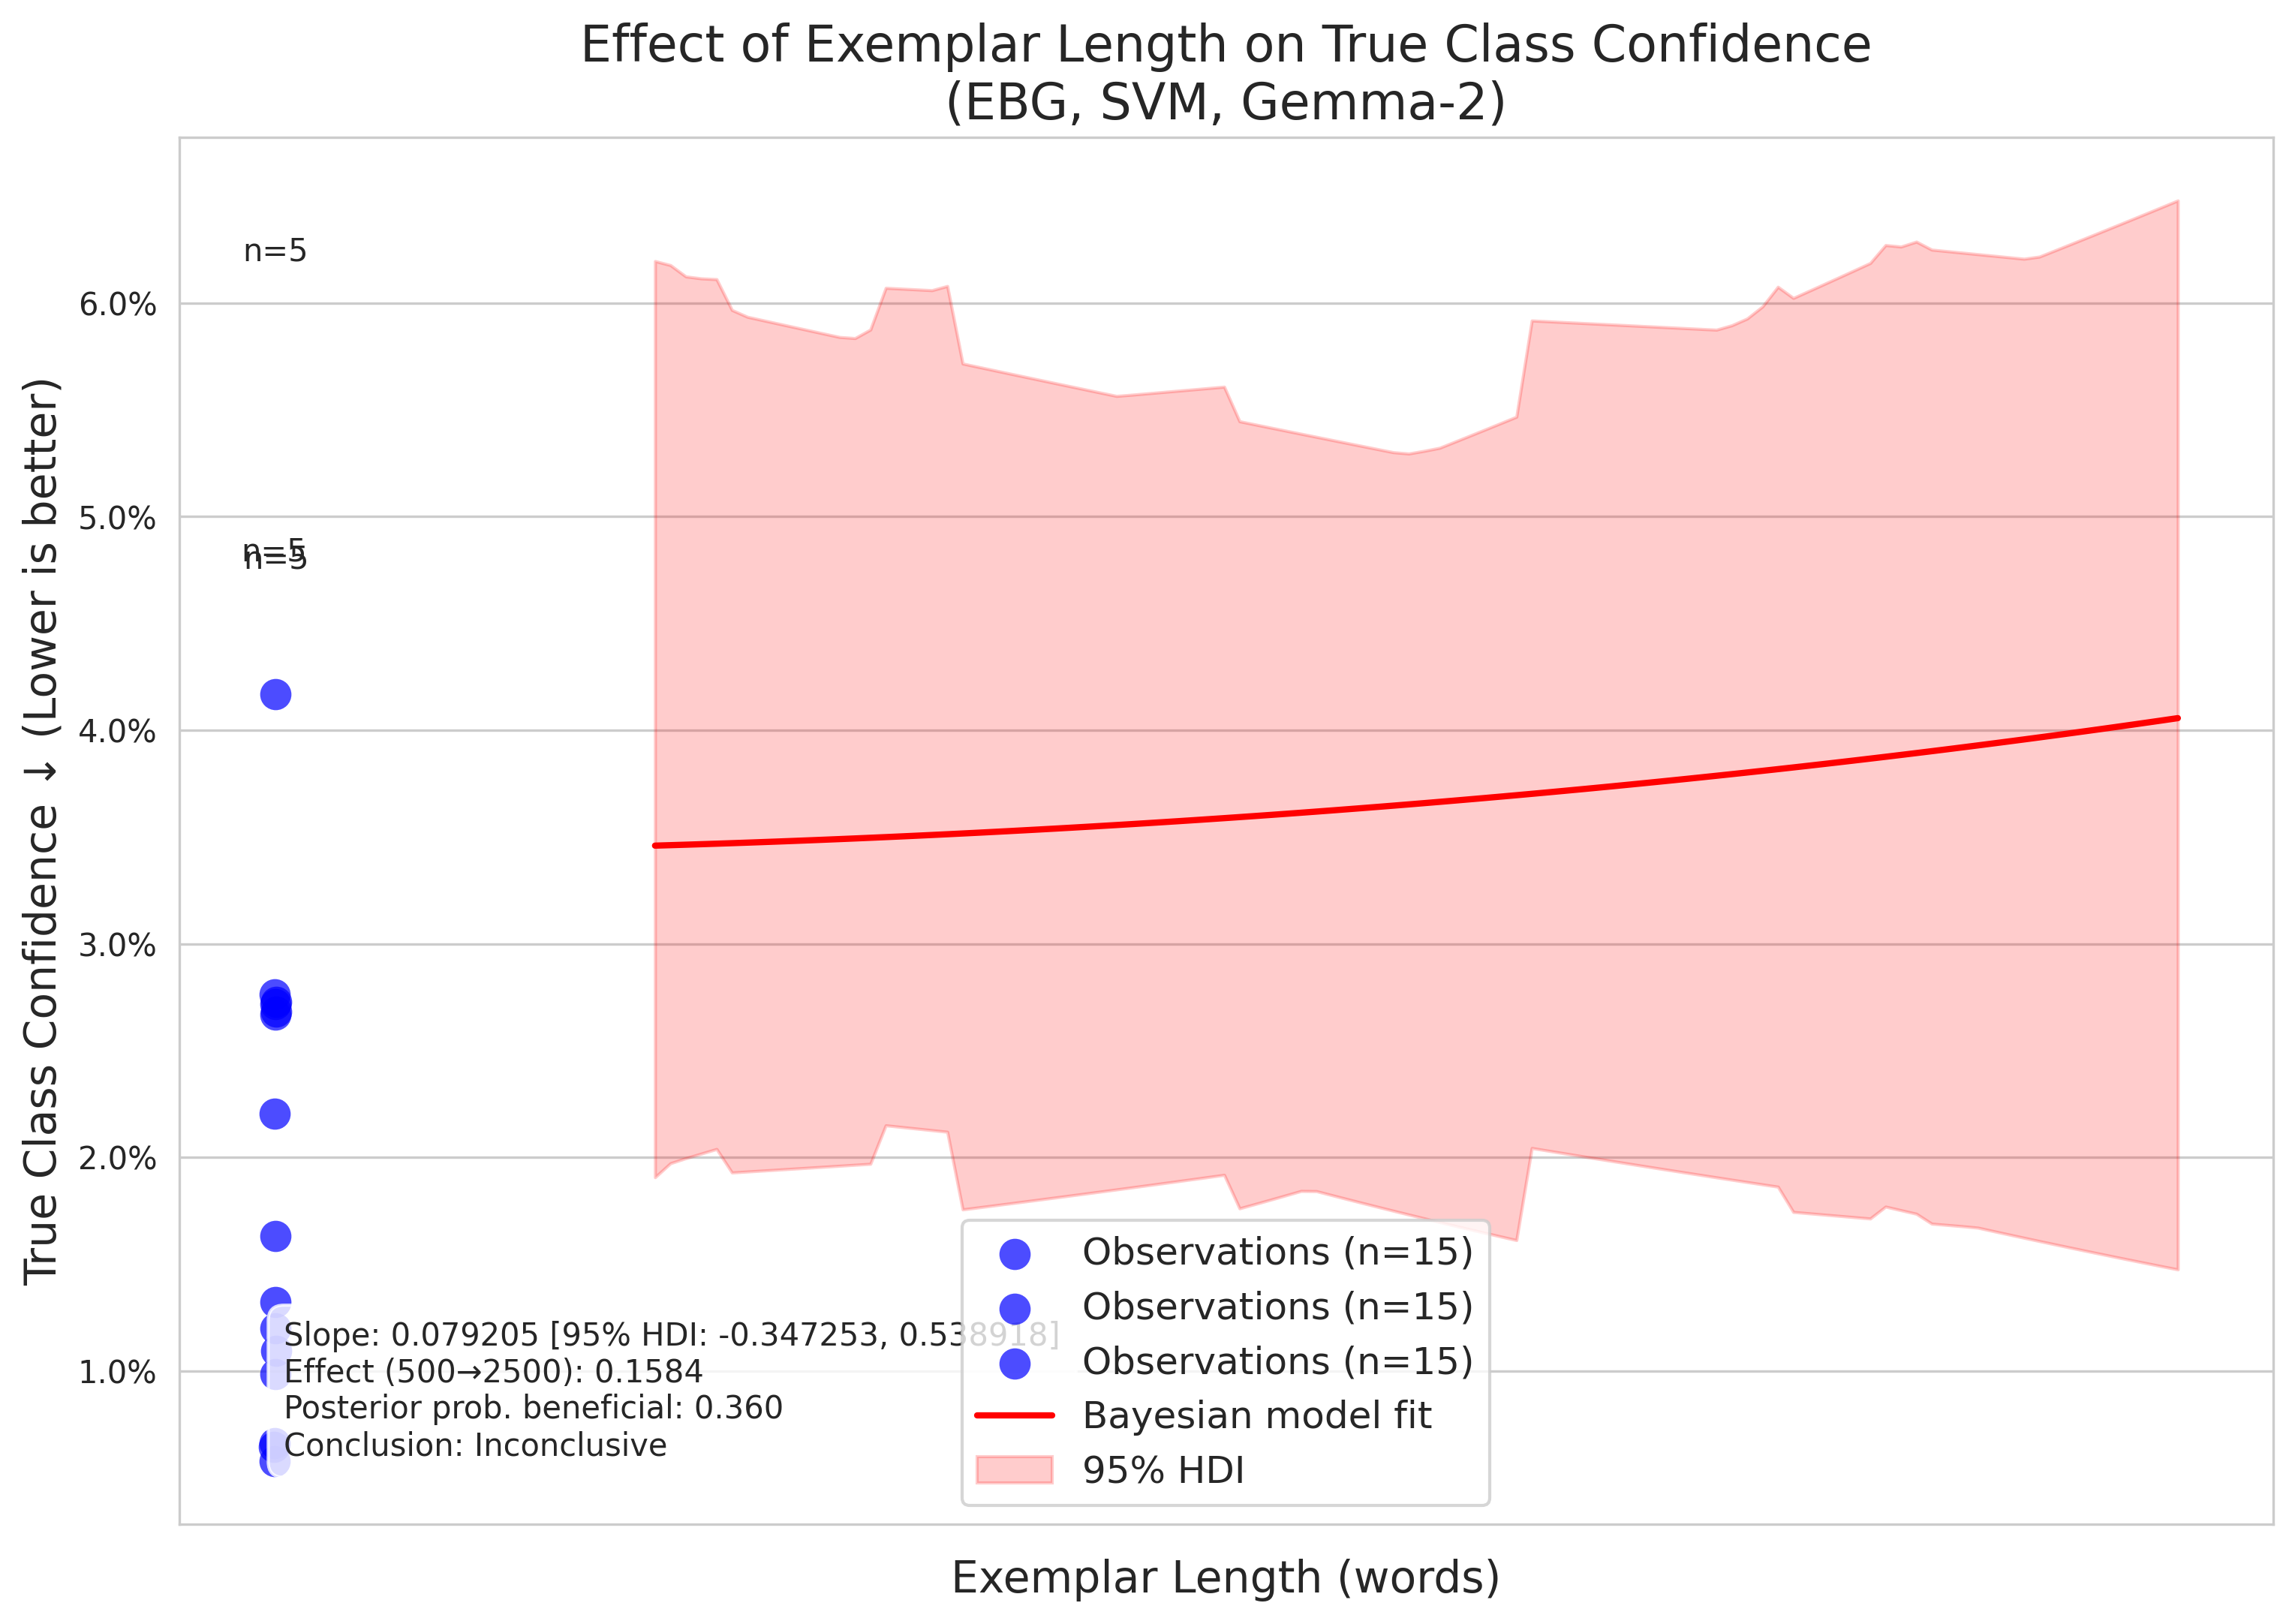 Effect of Exemplar Length on True Class Confidence
(EBG, SVM, Gemma-2)
True Class Confidence ↓ (Lower is better)
6.0%
5.0%
4.0%
3.0%
2.0%
1.0%
n=5
n=5
n=5
Slope: 0.079205 [95% HDI: -0.347253, 0.538918]
Effect (500→2500): 0.1584
Posterior prob. beneficial: 0.360
Conclusion: Inconclusive
Observations (n=15)
Observations (n=15)
Observations (n=15)
Bayesian model fit
95% HDI
Exemplar Length (words)